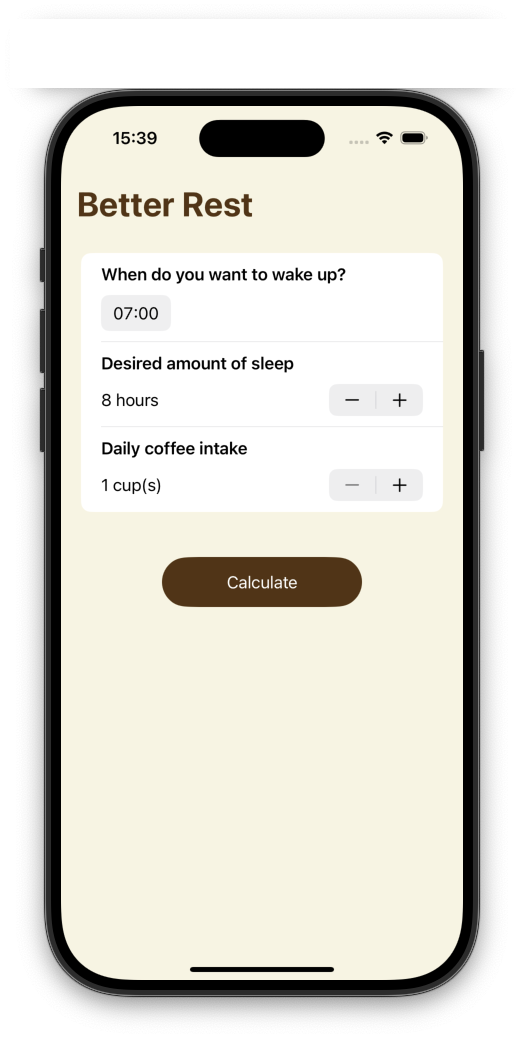 15:39
Better Rest
When do you want to wake up?
07:00
Desired amount of sleep
8 hours
Daily coffee intake
1 cup(s)
Calculate